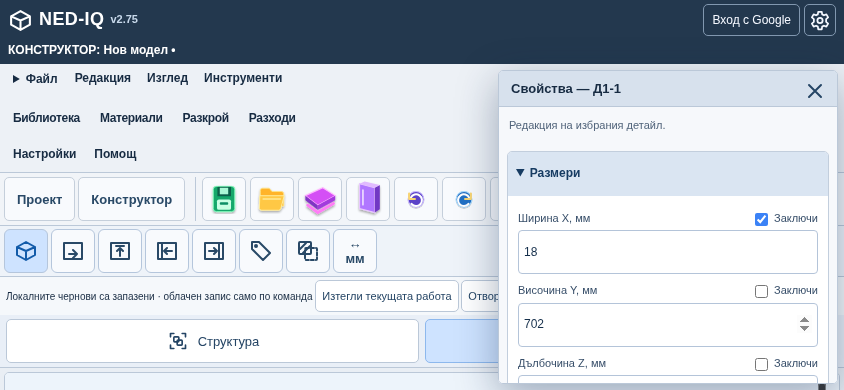 NED-IQ v2.75
Вход с Google
КОНСТРУКТОР: Нов модел •
Файл Редакция Изглед Инструменти
Библиотека Материали Разкрой Разходи
Настройки Помощ
Проект Конструктор
↔
мм
Локалните чернови са запазени · облачен запис само по команда Изтегли текущата работа
Структура
Свойства — Д1-1
Редакция на избрания детайл.
Размери
Ширина X, мм Заключи
18
Височина Y, мм Заключи
702
Дълбочина Z, мм Заключи